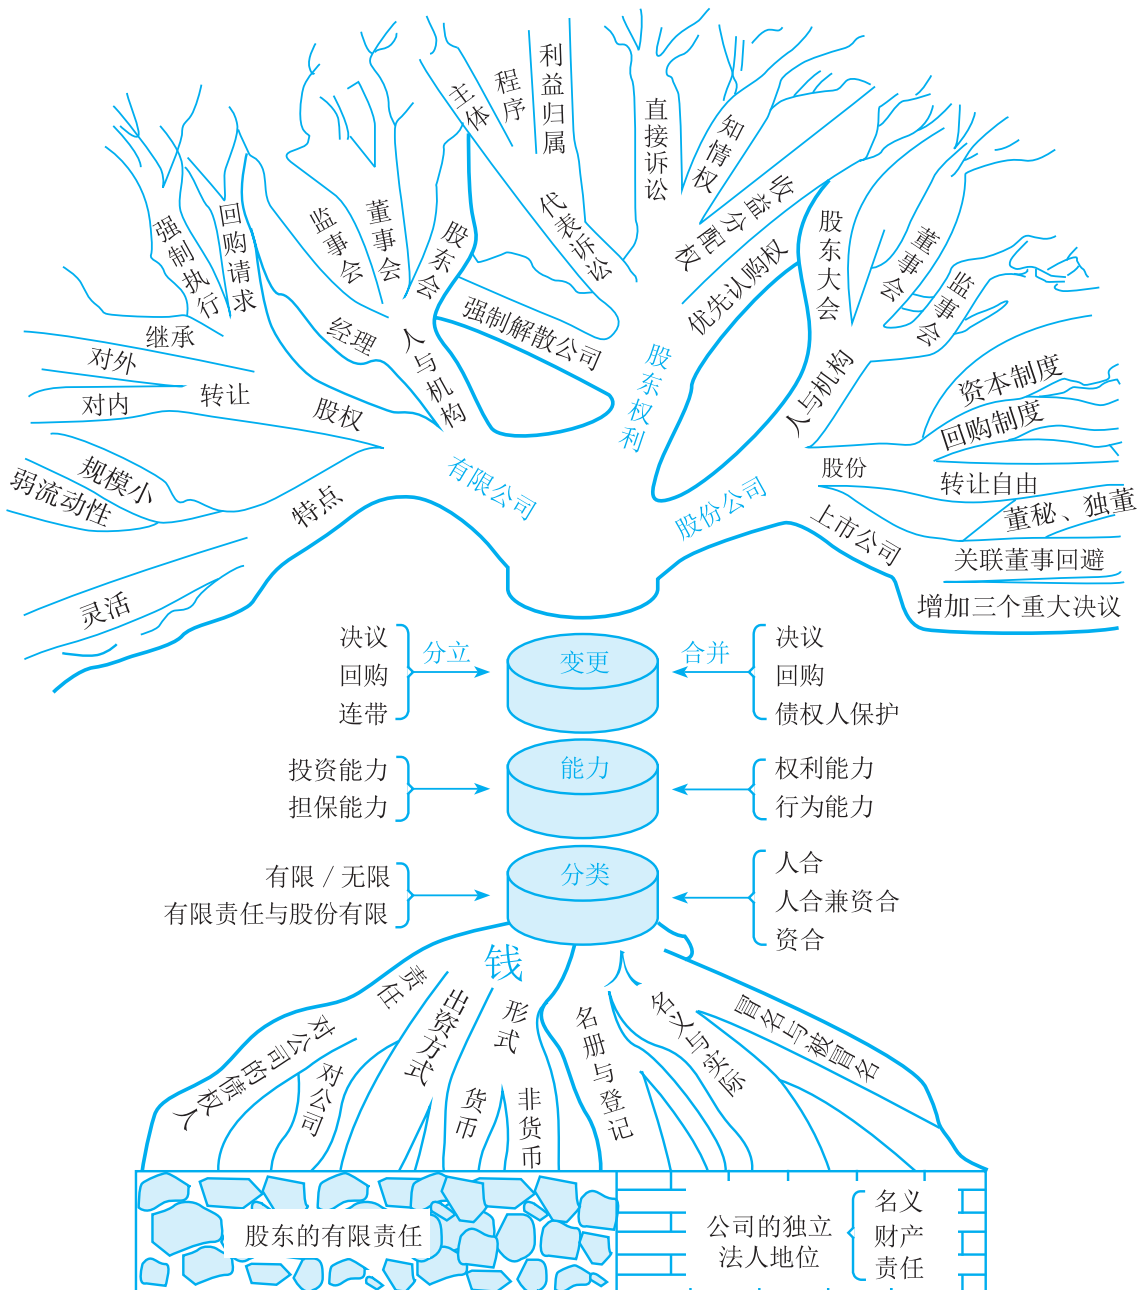 主体
程序
利益归属
代表诉讼
直接诉讼
知情权
收益分配权
优先认购权
强制解散公司
股东权利
强制执行
回购请求
继承
对外
对内
转让
股权
监事会
董事会
股东会
经理
人与机构
规模小
弱流动性
特点
灵活
有限公司
股东大会
董事会
监事会
人与机构
资本制度
回购制度
股份
转让自由
股份公司
上市公司
董秘、独董
关联董事回避
增加三个重大决议
决议
回购
连带
分立
变更
合并
决议
回购
债权人保护
投资能力
担保能力
能力
权利能力
行为能力
有限/无限
有限责任与股份有限
分类
人合
人合兼资合
资合
钱
人
责任
对公司的债权人
对公司
出资方式
形式
货币
非货币
名册与登记
名义与实际
冒名与被冒名
股东的有限责任
公司的独立
法人地位
名义
财产
责任